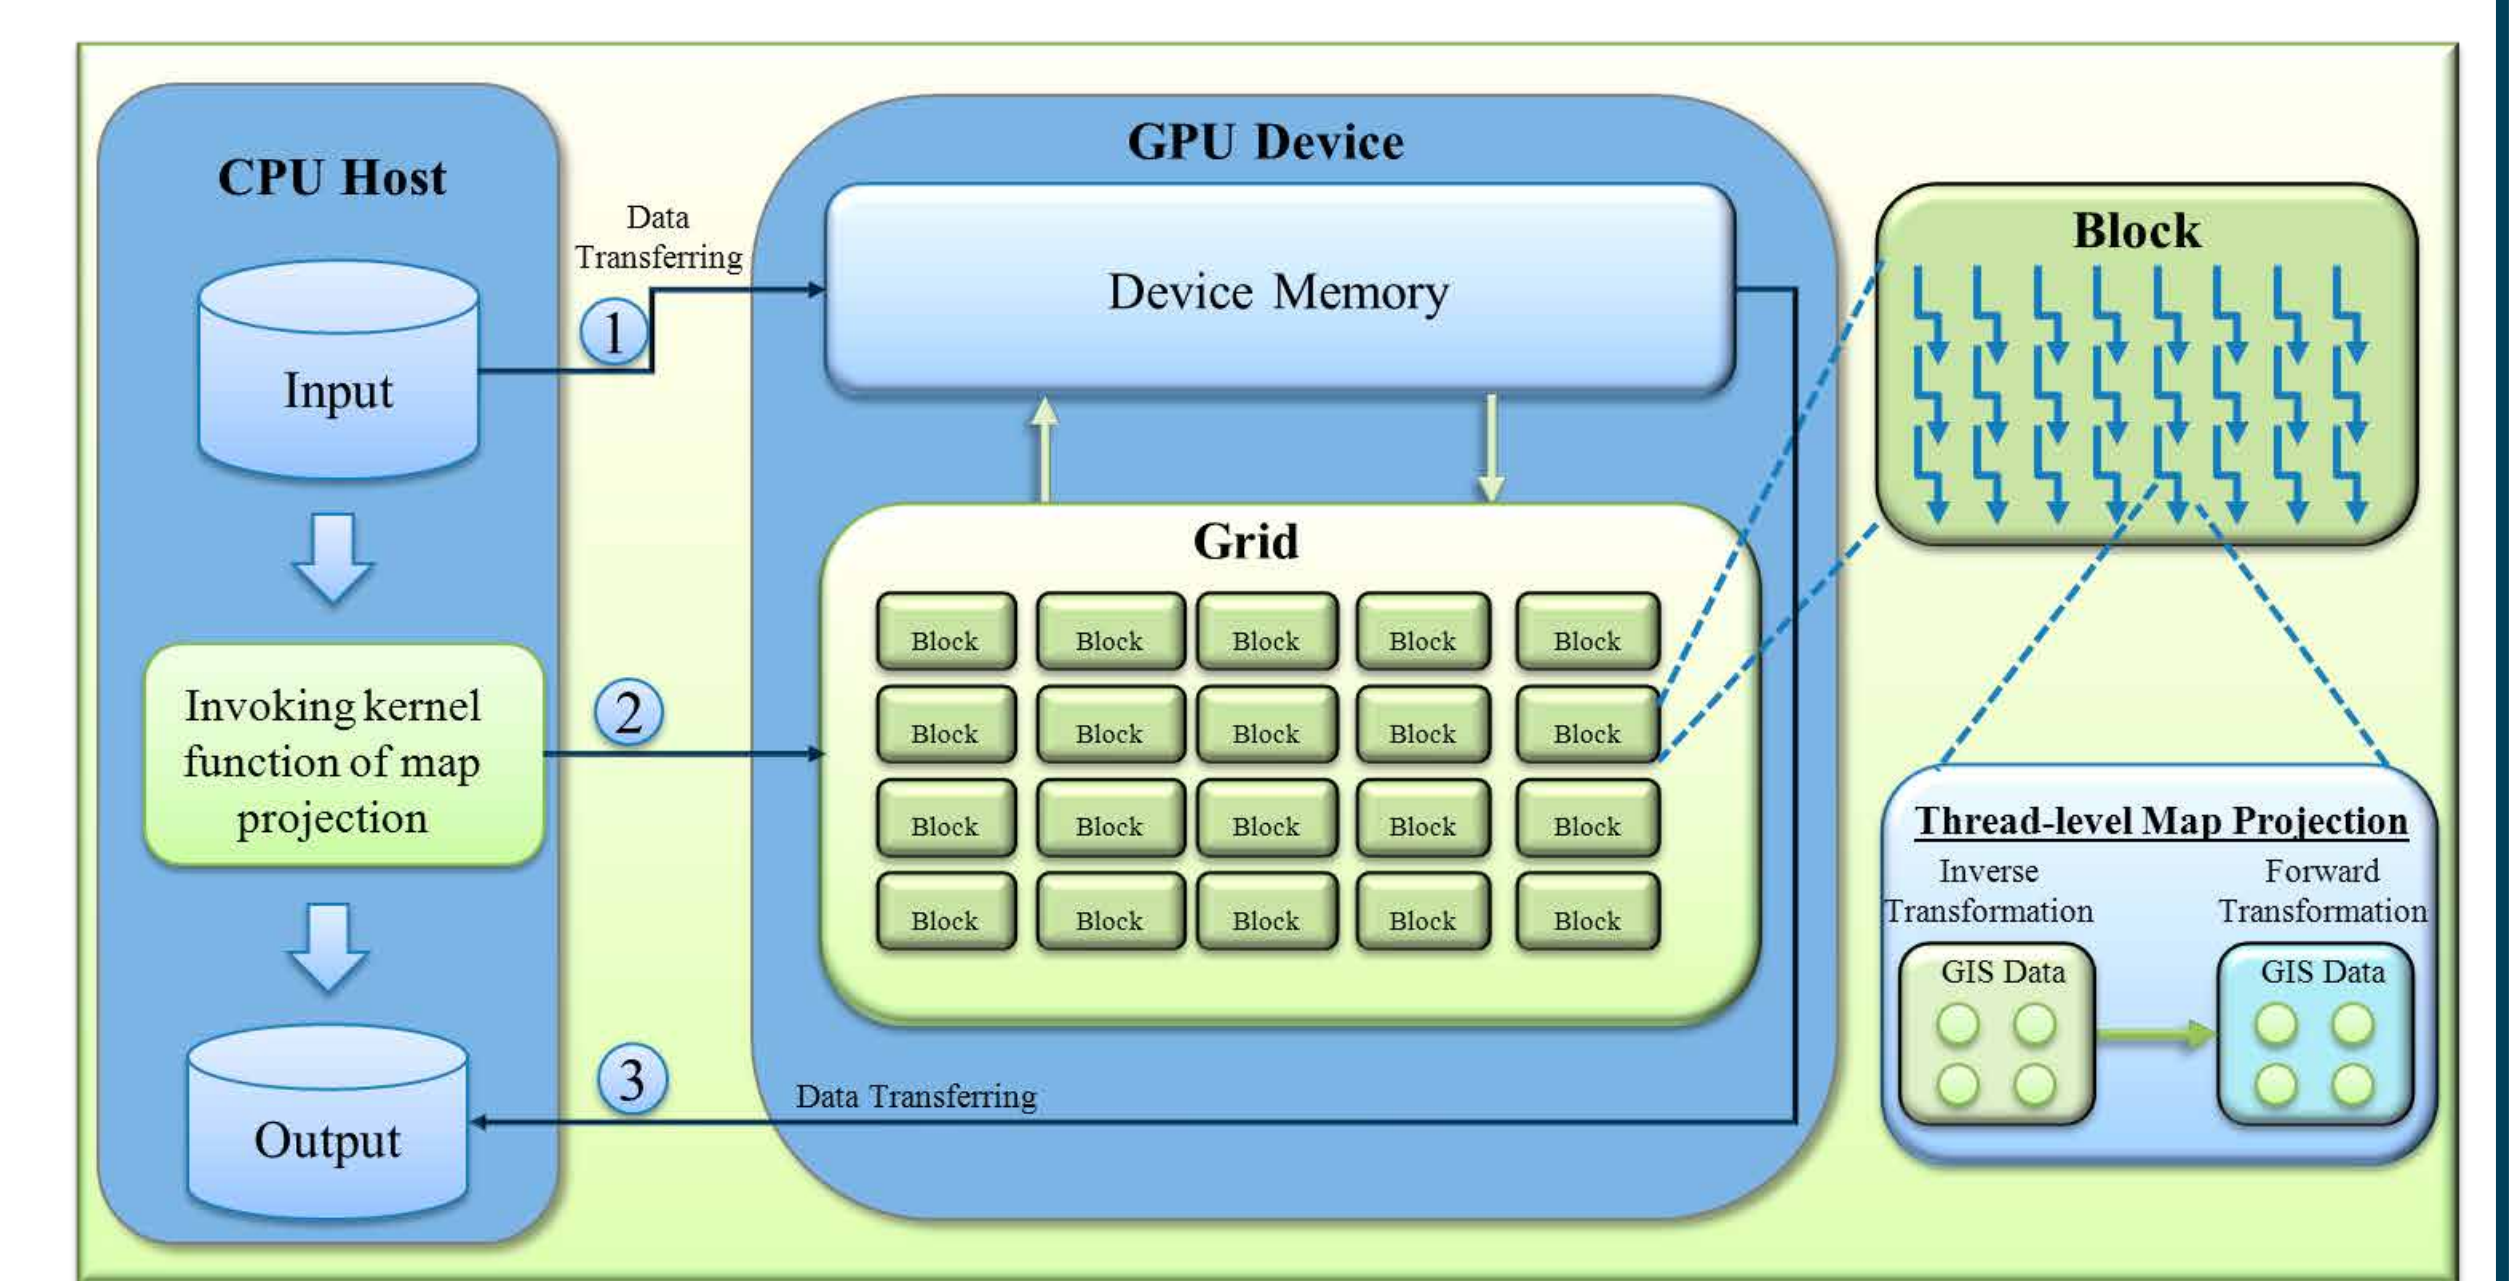 CPU Host
Input
Invoking kernel
function of map
projection
Output
Data
Transferring
1
2
3
GPU Device
Device Memory
Grid
Block Block Block Block Block
Block Block Block Block Block
Block Block Block Block Block
Block Block Block Block Block
Data Transferring
Block
Thread-level Map Projection
Inverse
Transformation
Forward
Transformation
GIS Data
GIS Data